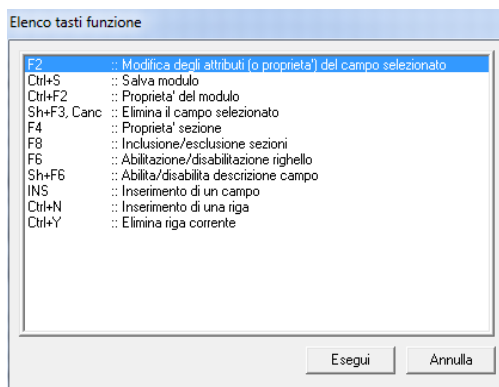 Elenco tasti funzione
F2 :: Modifica degli attributi (o proprieta') del campo selezionato
Ctrl+S :: Salva modulo
Ctrl+F2 :: Proprieta' del modulo
Sh+F3, Canc :: Elimina il campo selezionato
F4 :: Proprieta' sezione
F8 :: Inclusione/esclusione sezioni
F6 :: Abilitazione/disabilitazione righello
Sh+F6 :: Abilita/disabilita descrizione campo
INS :: Inserimento di un campo
Ctrl+N :: Inserimento di una riga
Ctrl+Y :: Elimina riga corrente
Esegui Annulla